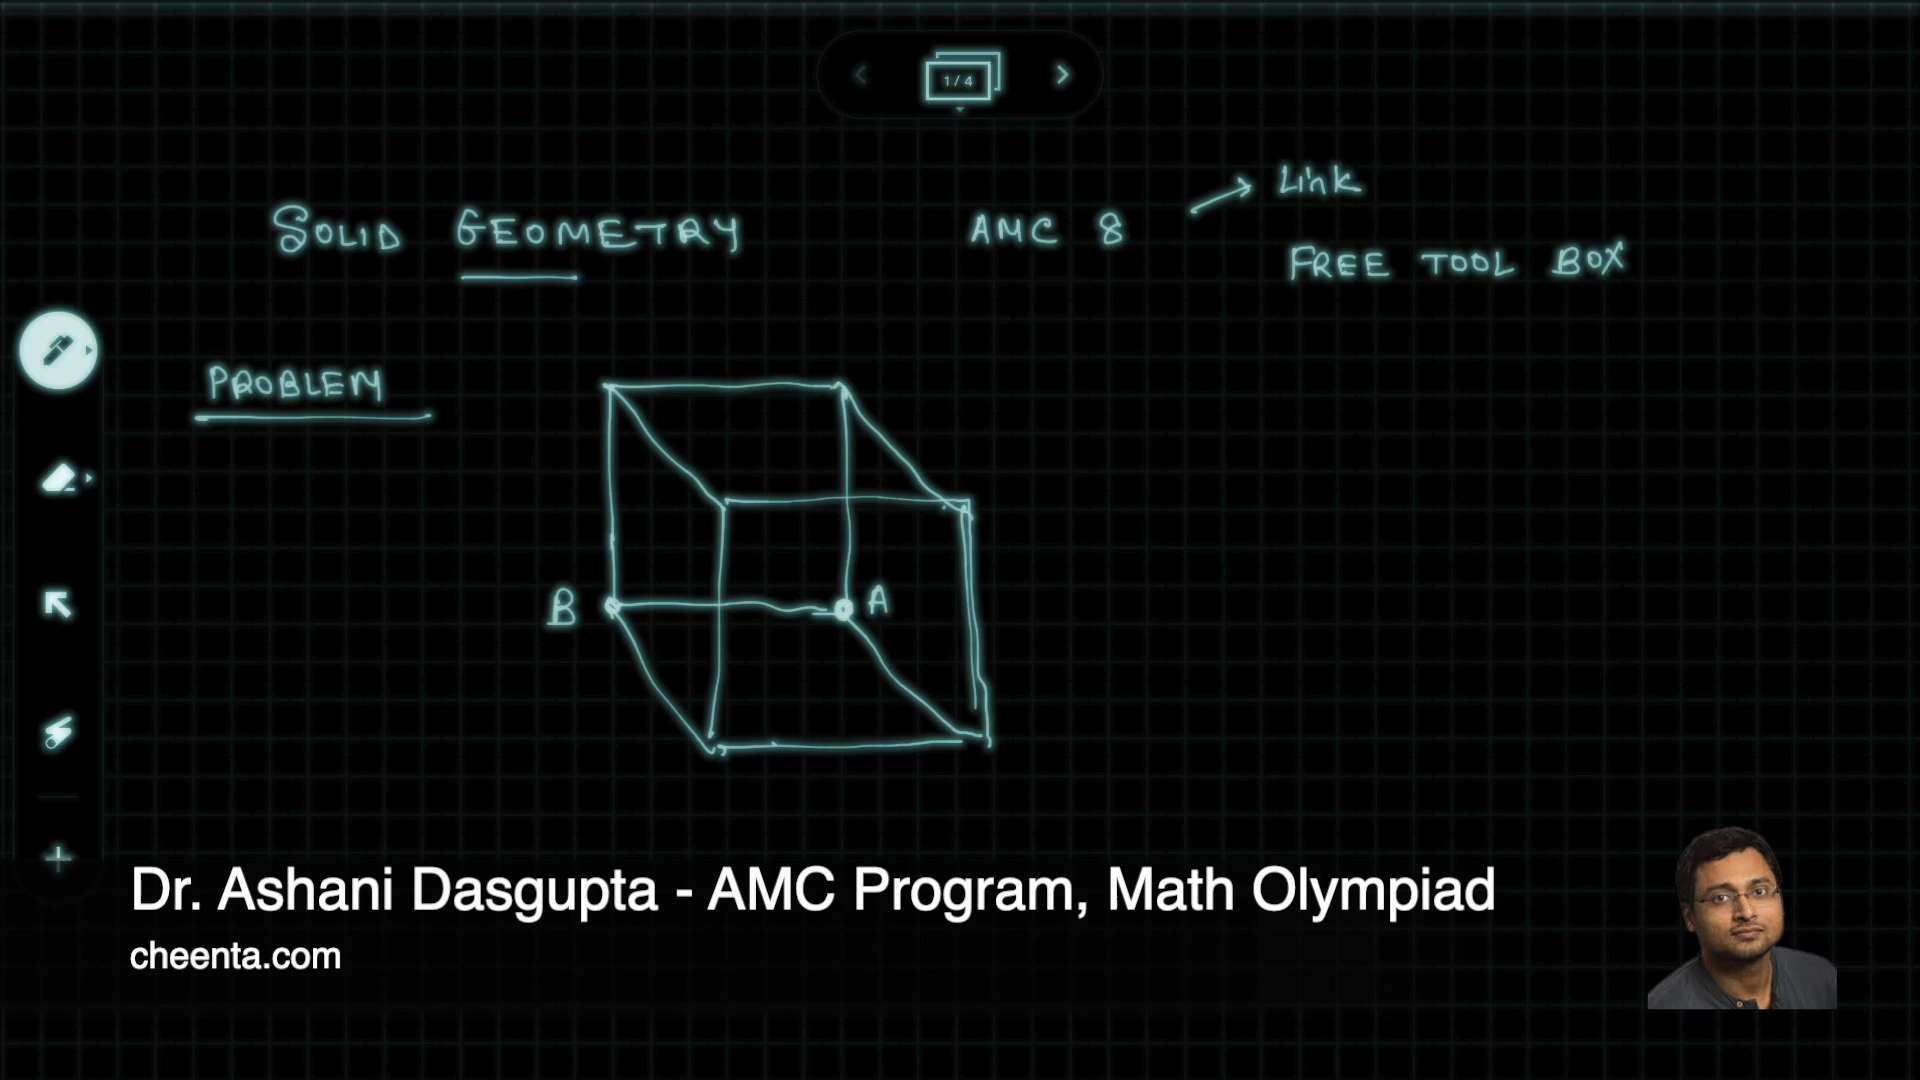 1 / 4
Link
SOLID GEOMETRY AMC 8
FREE TOOL BOX
PROBLEM
B A
Dr. Ashani Dasgupta - AMC Program, Math Olympiad
cheenta.com